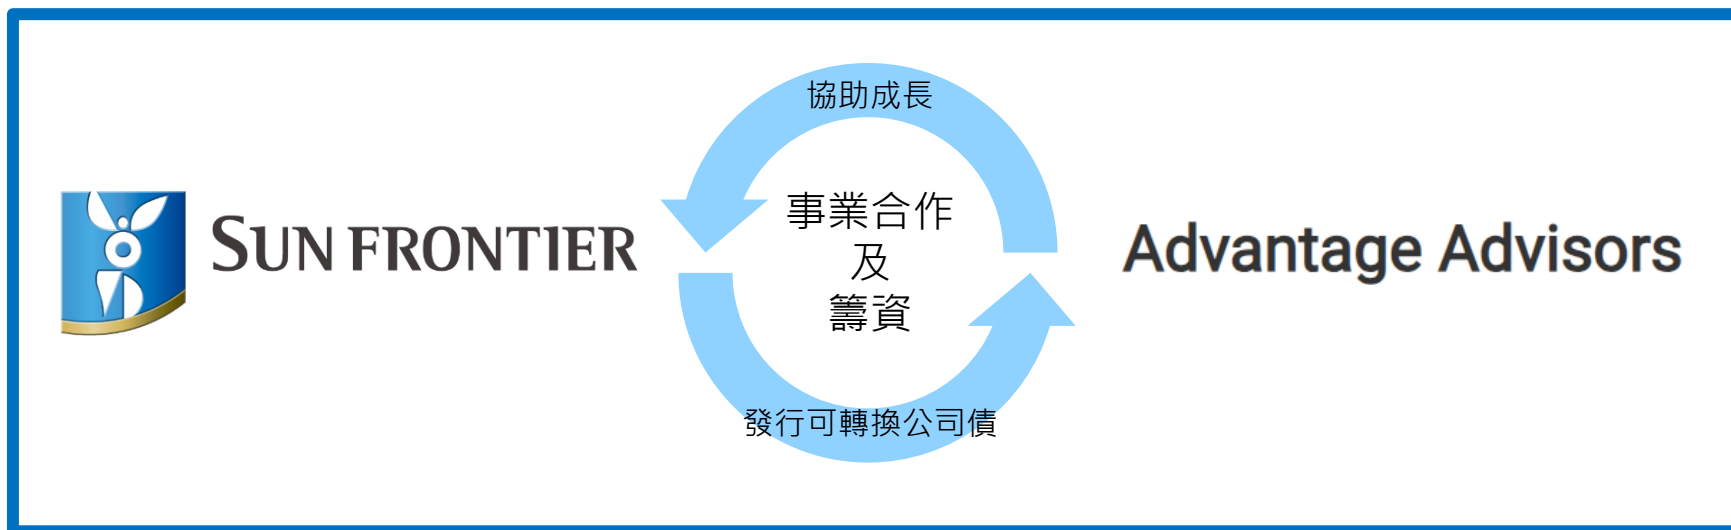 協助成長
SUN FRONTIER
事業合作
及
籌資
Advantage Advisors
發行可轉換公司債